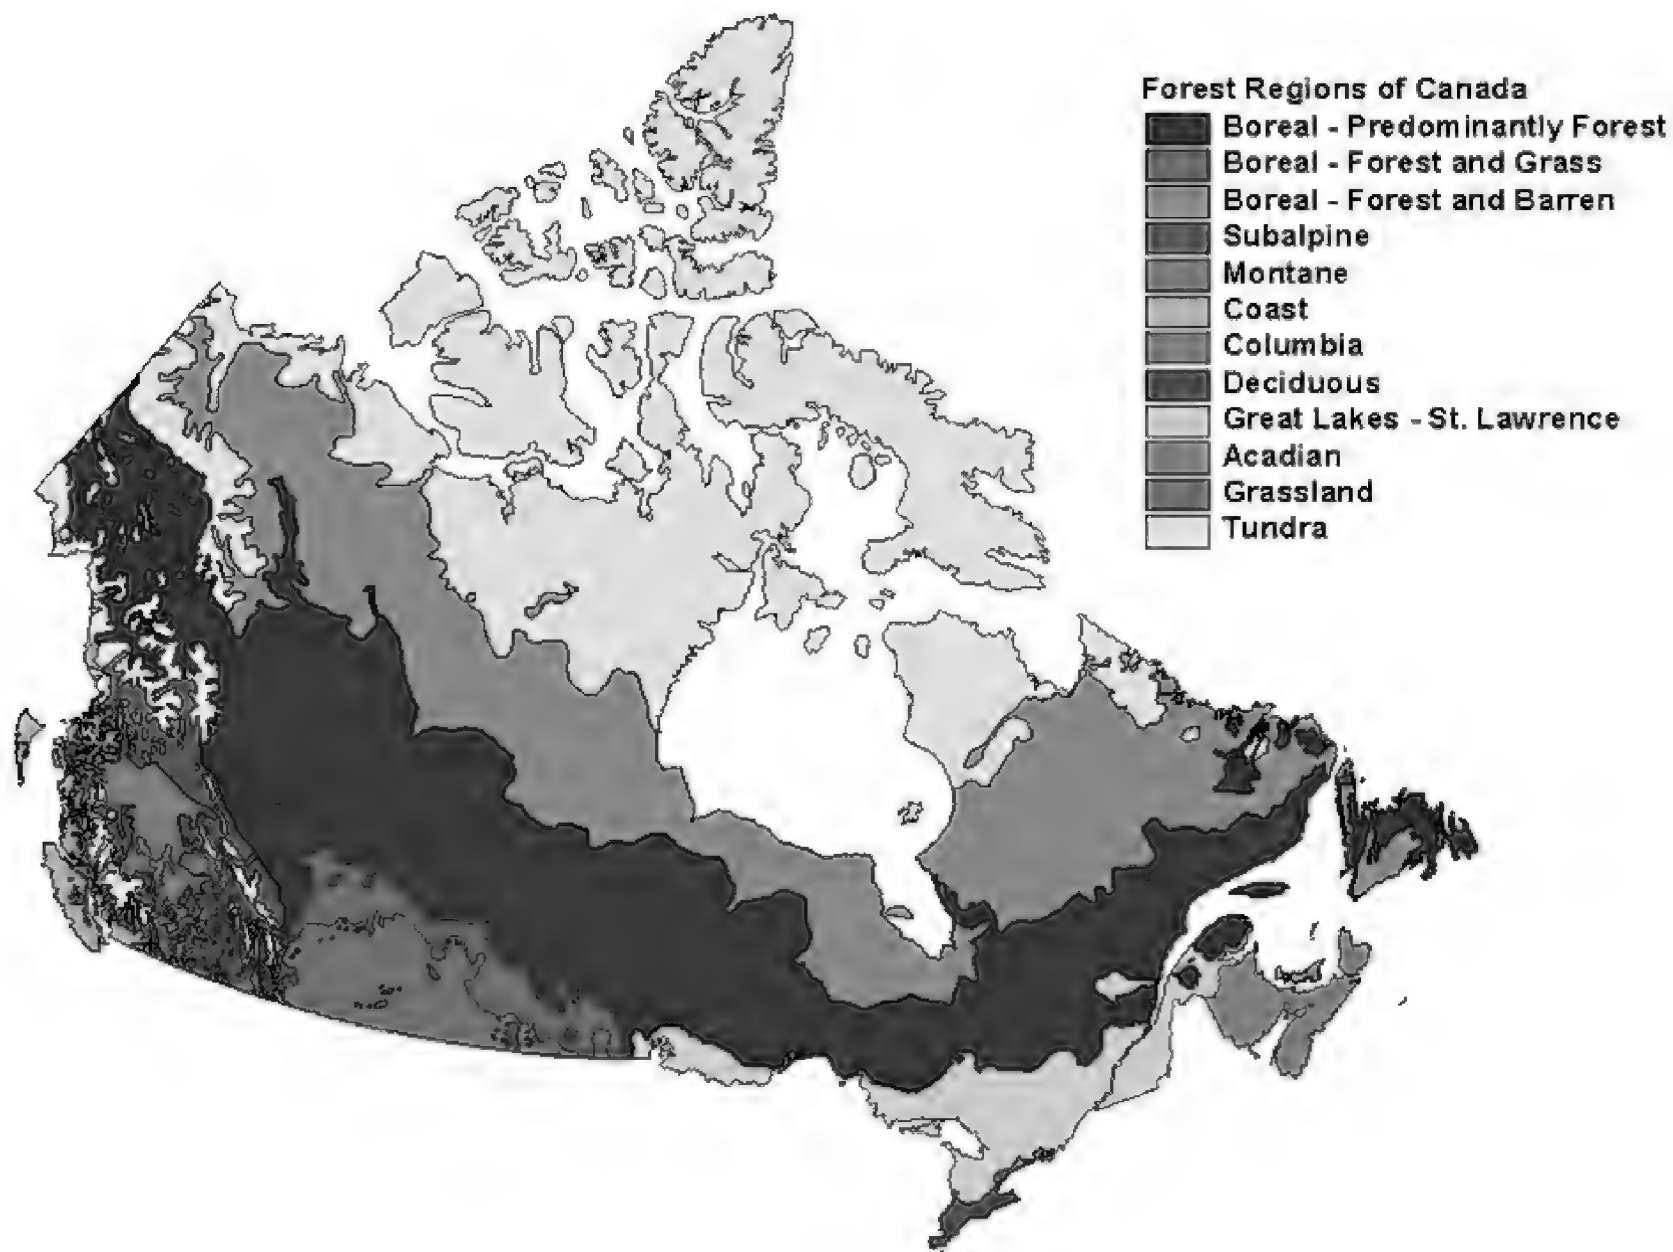 Forest Regions of Canada
Boreal - Predominantly Forest
Boreal - Forest and Grass
Boreal - Forest and Barren
Subalpine
Montane
Coast
Columbia
Deciduous
Great Lakes - St. Lawrence
Acadian
Grassland
Tundra